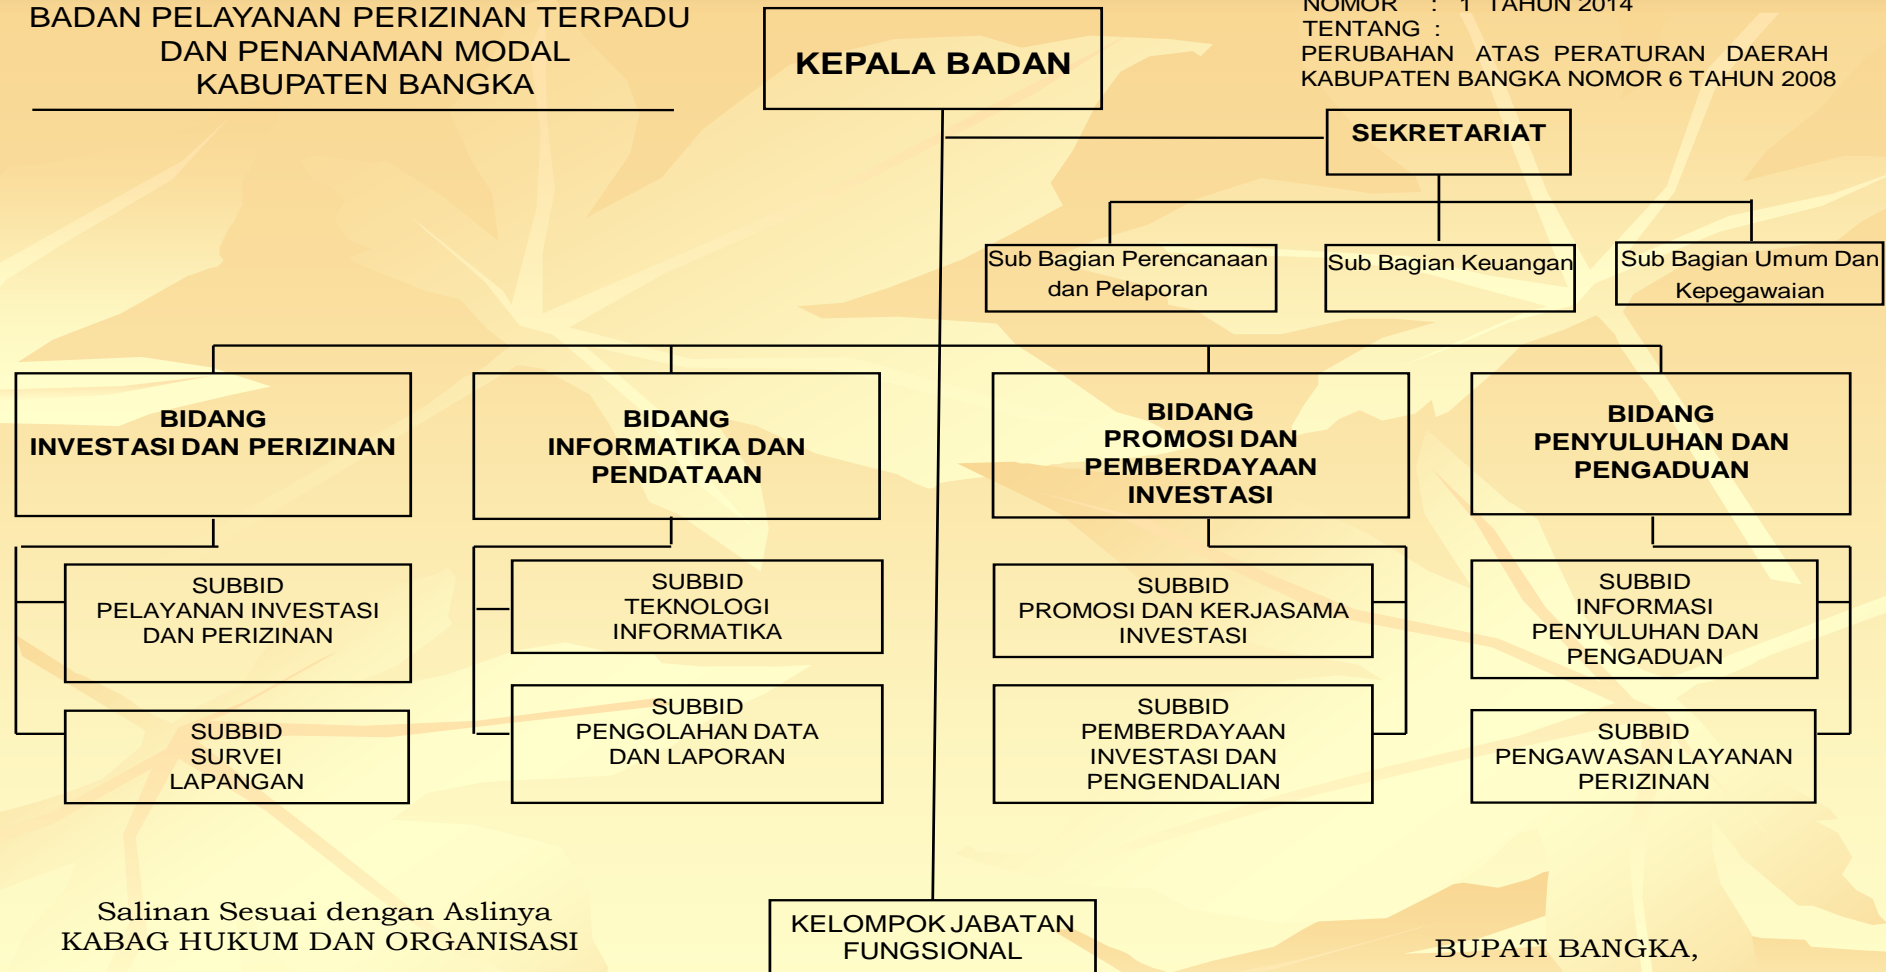 BADAN PELAYANAN PERIZINAN TERPADU
DAN PENANAMAN MODAL
KABUPATEN BANGKA
KEPALA BADAN
NOMOR : 1 TAHUN 2014
TENTANG :
PERUBAHAN ATAS PERATURAN DAERAH
KABUPATEN BANGKA NOMOR 6 TAHUN 2008
SEKRETARIAT
Sub Bagian Perencanaan
dan Pelaporan
Sub Bagian Keuangan
Sub Bagian Umum Dan
Kepegawaian
BIDANG
INVESTASI DAN PERIZINAN
BIDANG
INFORMATIKA DAN
PENDATAAN
BIDANG
PROMOSI DAN
PEMBERDAYAAN
INVESTASI
BIDANG
PENYULUHAN DAN
PENGADUAN
SUBBID
PELAYANAN INVESTASI
DAN PERIZINAN
SUBBID
TEKNOLOGI
INFORMATIKA
SUBBID
PROMOSI DAN KERJASAMA
INVESTASI
SUBBID
INFORMASI
PENYULUHAN DAN
PENGADUAN
SUBBID
SURVEI
LAPANGAN
SUBBID
PENGOLAHAN DATA
DAN LAPORAN
SUBBID
PEMBERDAYAAN
INVESTASI DAN
PENGENDALIAN
SUBBID
PENGAWASAN LAYANAN
PERIZINAN
Salinan Sesuai dengan Aslinya
KABAG HUKUM DAN ORGANISASI
KELOMPOK JABATAN
FUNGSIONAL
BUPATI BANGKA,